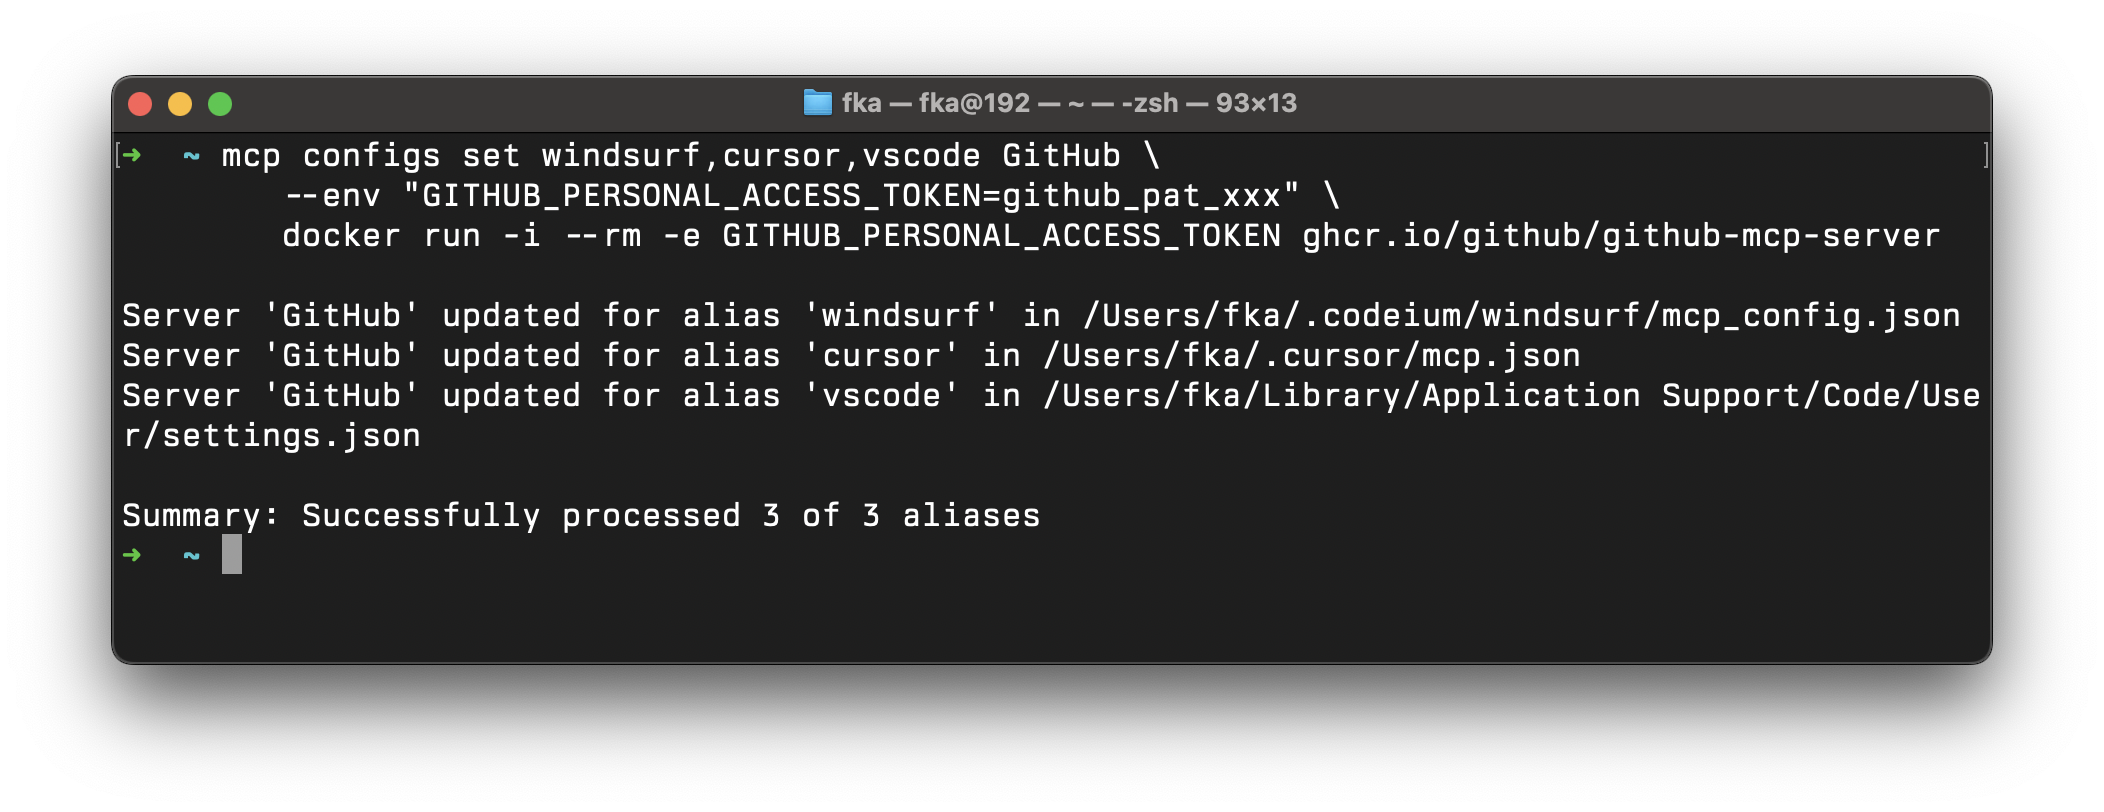 fka — fka@192 — ~ — -zsh — 93×13
[➜   ~ mcp configs set windsurf,cursor,vscode GitHub \ ]
        --env "GITHUB_PERSONAL_ACCESS_TOKEN=github_pat_xxx" \
        docker run -i --rm -e GITHUB_PERSONAL_ACCESS_TOKEN ghcr.io/github/github-mcp-server
Server 'GitHub' updated for alias 'windsurf' in /Users/fka/.codeium/windsurf/mcp_config.json
Server 'GitHub' updated for alias 'cursor' in /Users/fka/.cursor/mcp.json
Server 'GitHub' updated for alias 'vscode' in /Users/fka/Library/Application Support/Code/Use
r/settings.json
Summary: Successfully processed 3 of 3 aliases
➜   ~